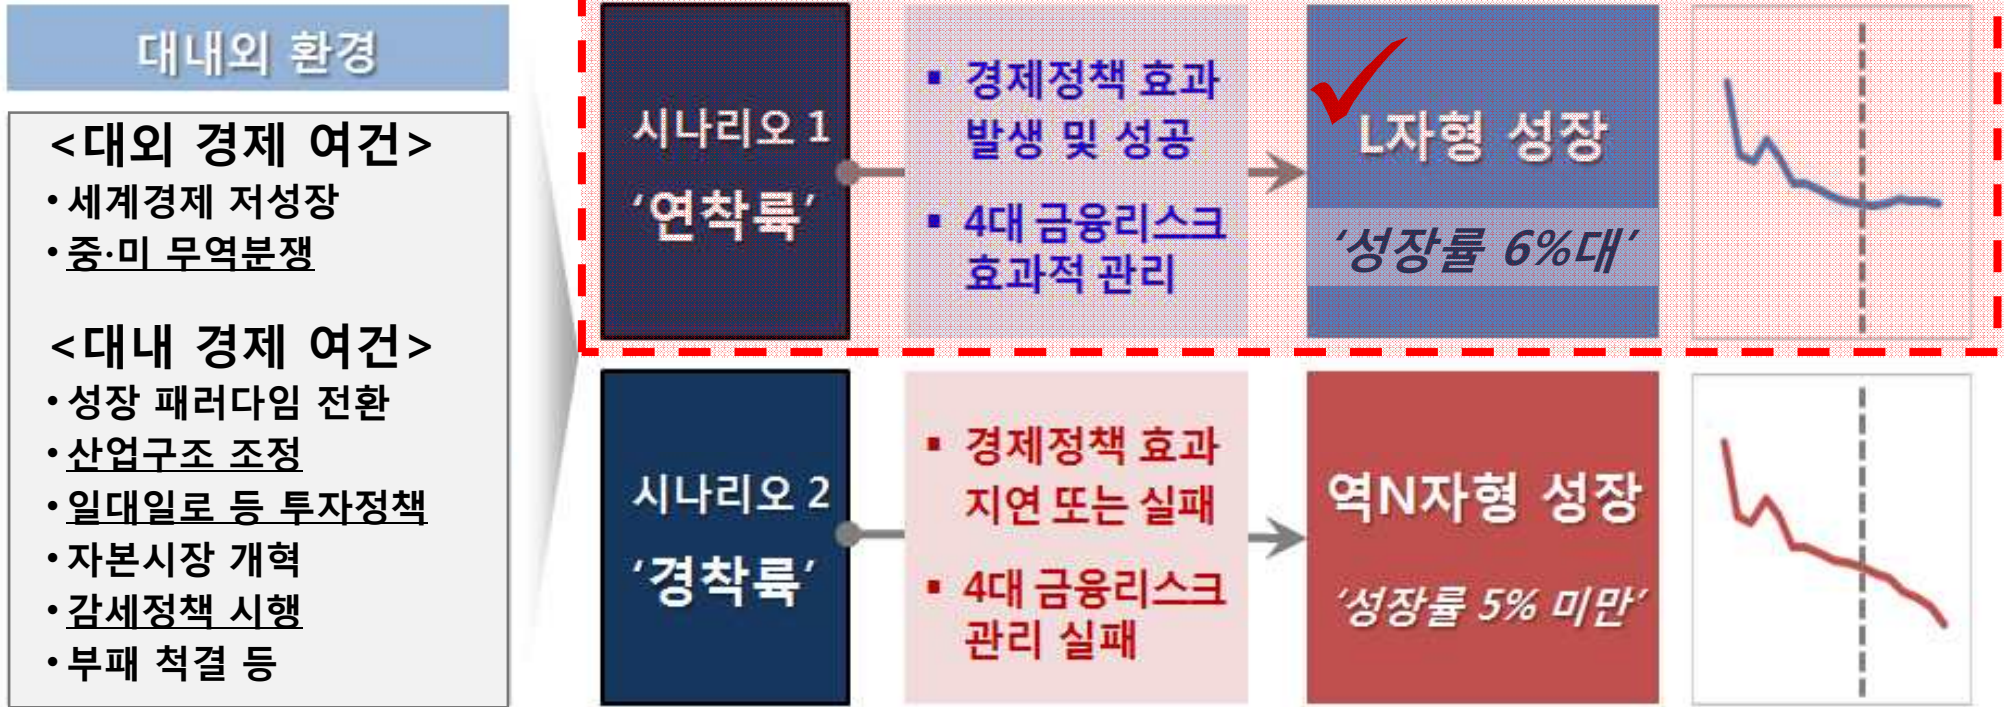 대내외 환경
<대외 경제 여건>
•세계경제 저성장
•중·미 무역분쟁
<대내 경제 여건>
•성장 패러다임 전환
•산업구조 조정
•일대일로 등 투자정책
•자본시장 개혁
•감세정책 시행
•부패 척결 등
시나리오 1
‘연착륙’
▪ 경제정책 효과
발생 및 성공
▪ 4대 금융리스크
효과적 관리
L자형 성장
‘성장률 6%대’
시나리오 2
‘경착륙’
▪ 경제정책 효과
지연 또는 실패
▪ 4대 금융리스크
관리 실패
역N자형 성장
‘성장률 5% 미만’